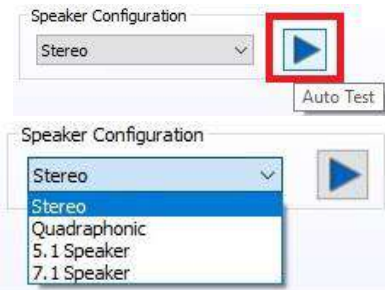 Speaker Configuration
Stereo
Auto Test
Speaker Configuration
Stereo
Stereo
Quadraphonic
5.1 Speaker
7.1 Speaker